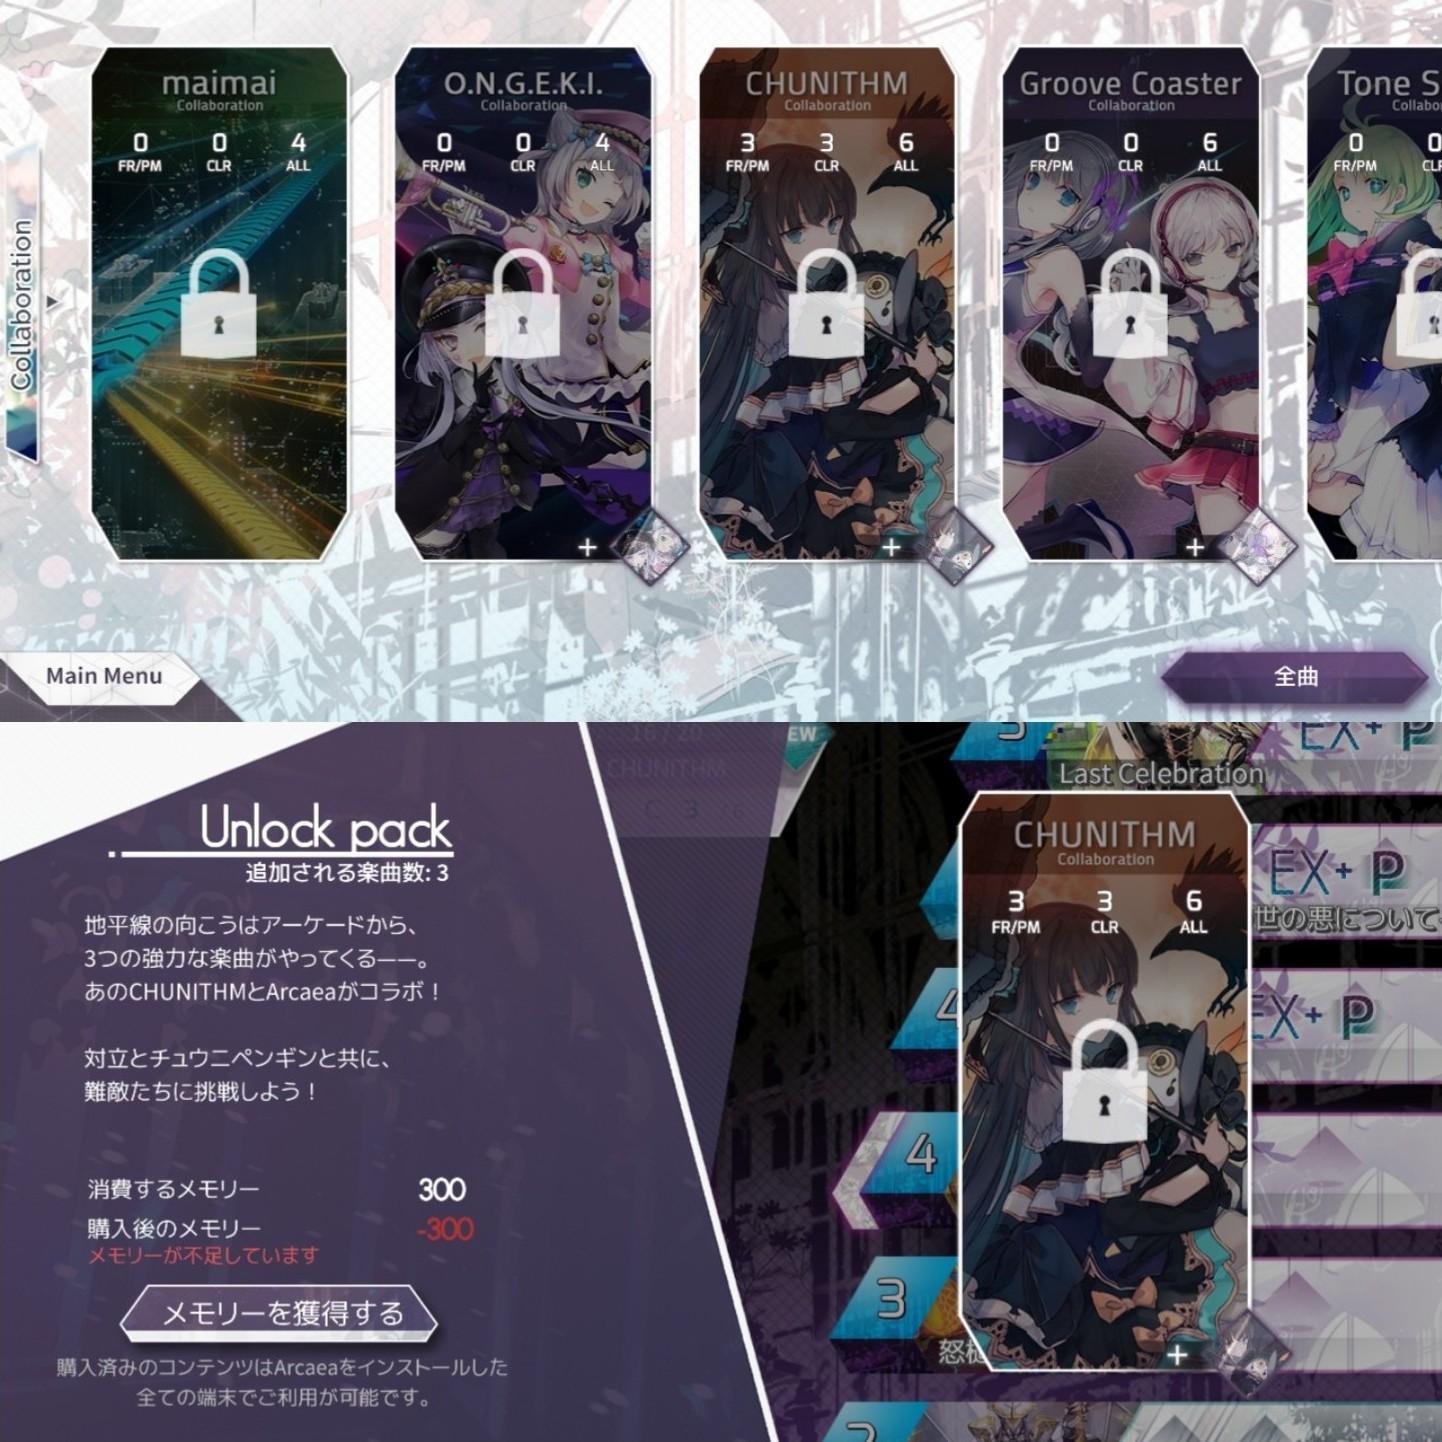 maimai
Collaboration
0 0 4
FR/PM CLR ALL
O.N.G.E.K.I.
Collaboration
0 0 4
FR/PM CLR ALL
CHUNITHM
Collaboration
3 3 6
FR/PM CLR ALL
Groove Coaster
Collaboration
0 0 6
FR/PM CLR ALL
Tone S
Collabo
0 0
FR/PM
Collaboration
+
+
+
Main Menu
全曲
16/20
CHUNITHM
C 3
EW
Last Celebration
EX+ P
Unlock pack
追加される楽曲数: 3
地平線の向こうはアーケードから、
3つの強力な楽曲がやってくる——。
あのCHUNITHMとArcaeaがコラボ！
対立とチュウニペンギンと共に、
難敵たちに挑戦しよう！
消費するメモリー 300
購入後のメモリー -300
メモリーが不足しています
メモリーを獲得する
購入済みのコンテンツはArcaeaをインストールした
全ての端末でご利用が可能です。
CHUNITHM
Collaboration
3 3 6
FR/PM CLR ALL
+
EX+ P
世の悪について
4
EX+ P
4
3
2